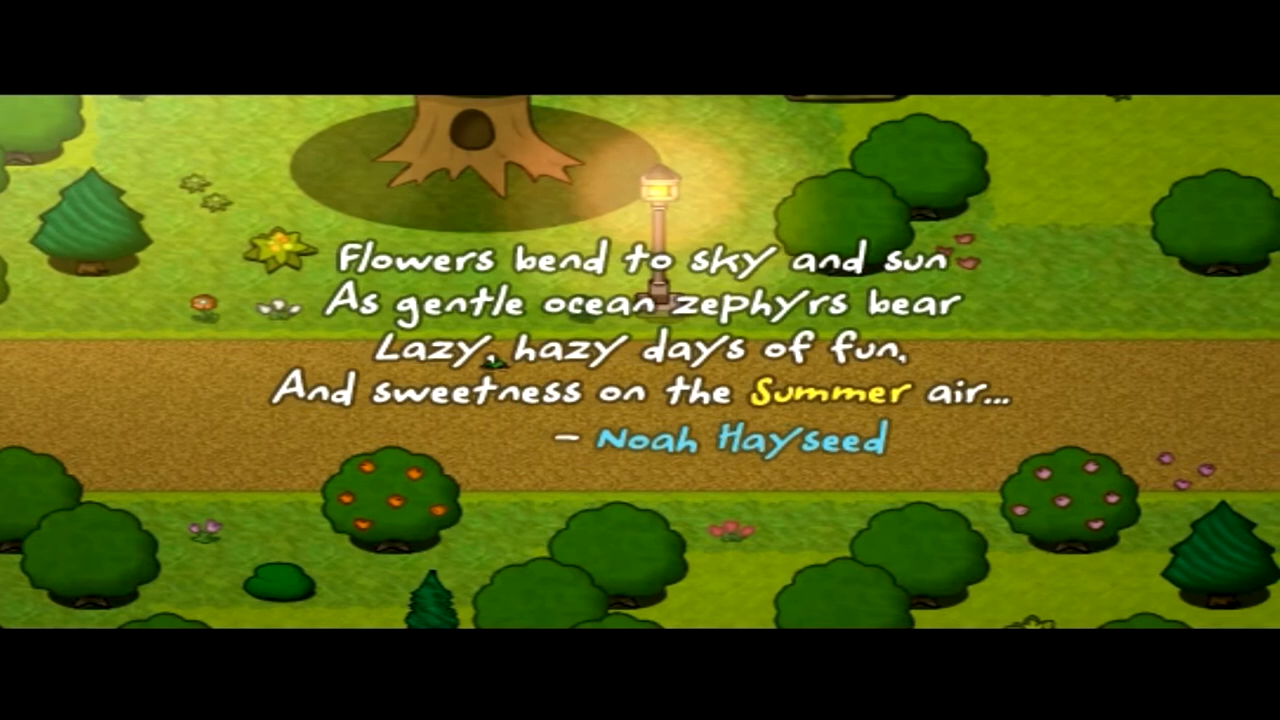 Flowers bend to sky and sun
As gentle ocean zephyrs bear
Lazy, hazy days of fun,
And sweetness on the Summer air...
– Noah Hayseed